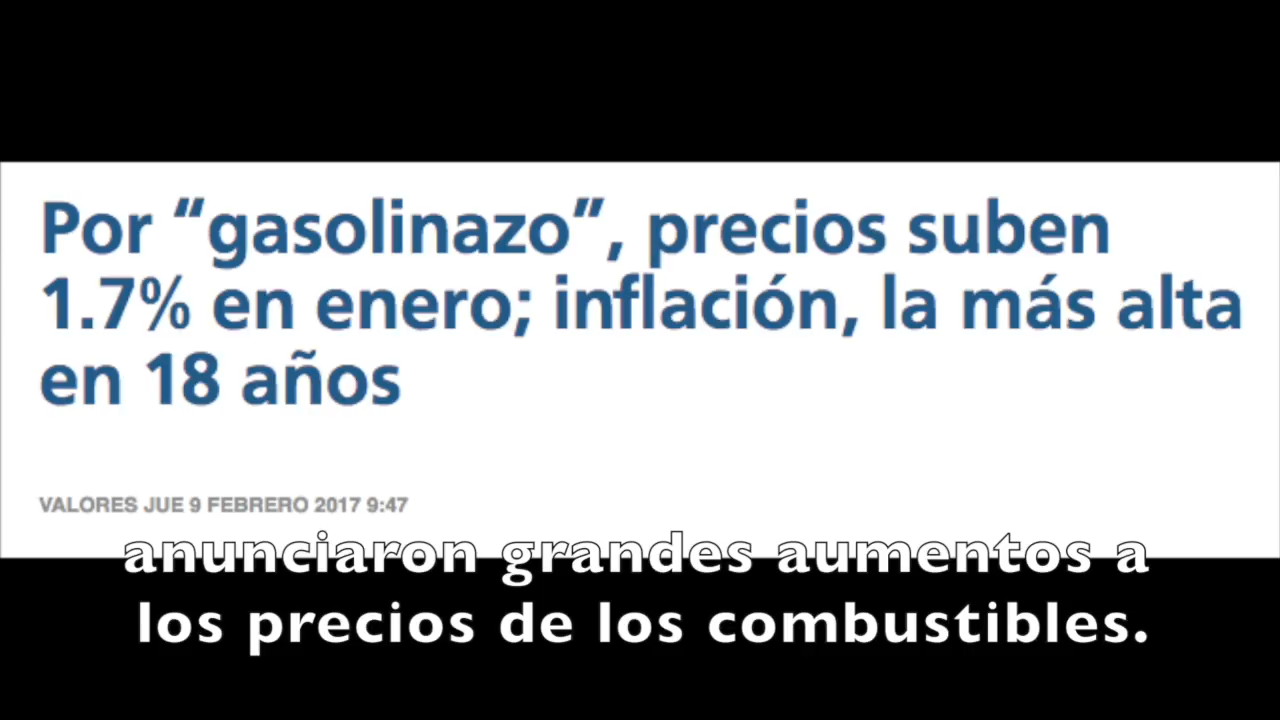 Por “gasolinazo”, precios suben
1.7% en enero; inflación, la más alta
en 18 años
VALORES JUE 9 FEBRERO 2017 9:47
anunciaron grandes aumentos a
los precios de los combustibles.